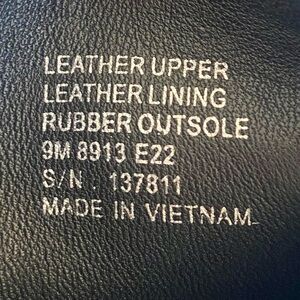 LEATHER UPPER
LEATHER LINING
RUBBER OUTSOLE
9M 8913 E22
S/N . 137811
MADE IN VIETNAM